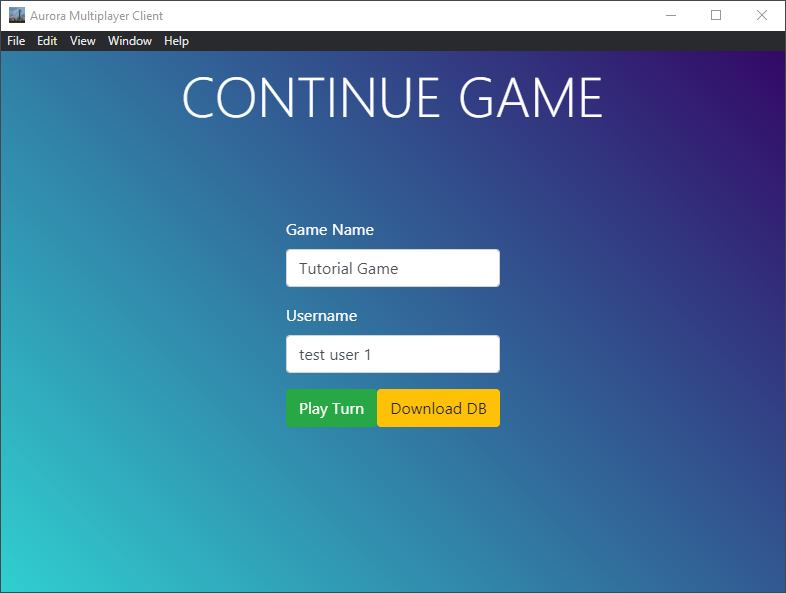 Aurora Multiplayer Client
File Edit View Window Help
CONTINUE GAME
Game Name
Tutorial Game
Username
test user 1
Play Turn Download DB